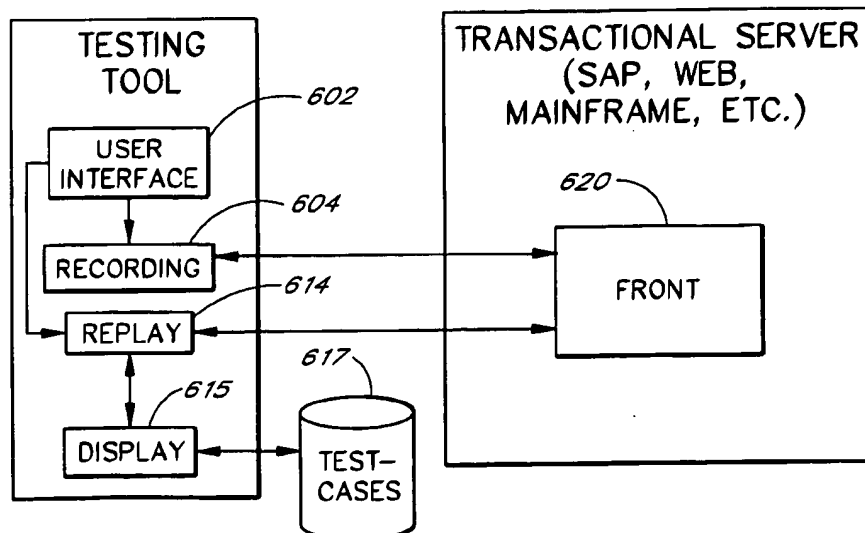 TESTING
TOOL
602
USER
INTERFACE
604
RECORDING
614
REPLAY
615
DISPLAY
617
TEST-
CASES
TRANSACTIONAL SERVER
(SAP, WEB,
MAINFRAME, ETC.)
620
FRONT